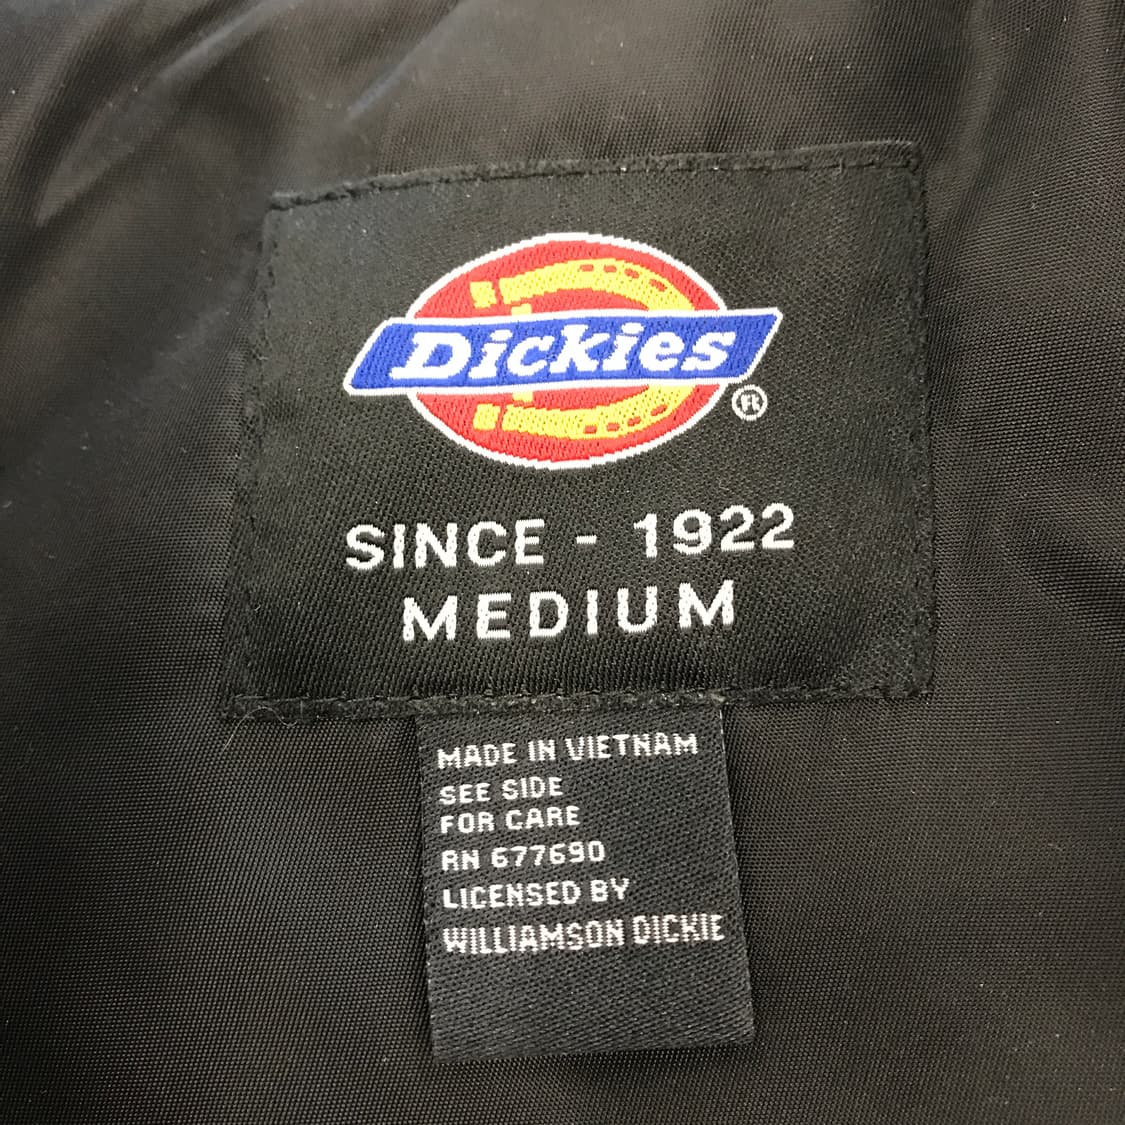 Dickies
®
SINCE - 1922
MEDIUM
MADE IN VIETNAM
SEE SIDE
FOR CARE
RN 677690
LICENSED BY
WILLIAMSON DICKIE